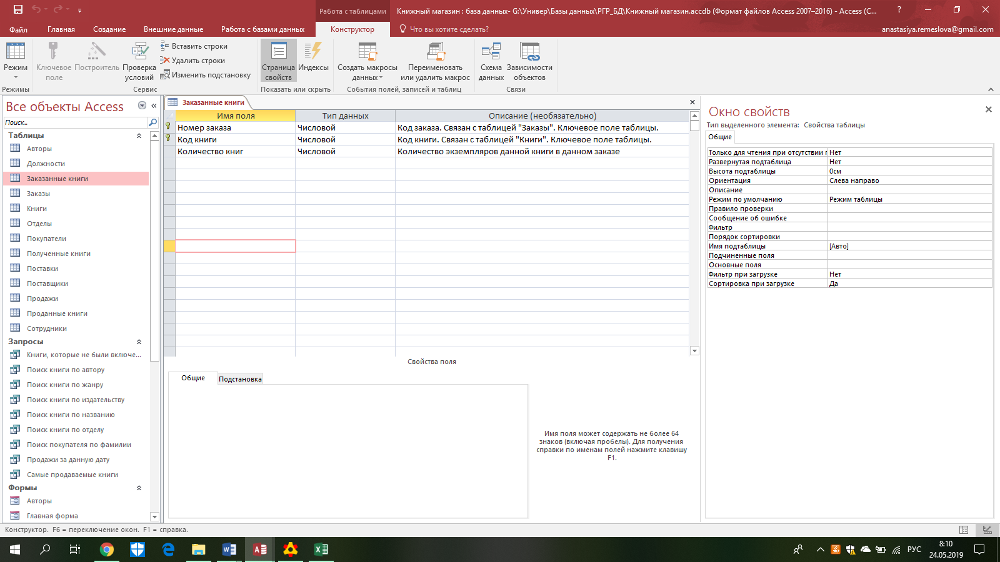 Работа с таблицами
Книжный магазин : база данных- G:\Универ\Базы данных\РГР_БД\Книжный магазин.accdb (Формат файлов Access 2007–2016) - Access (С...
Файл Главная Создание Внешние данные Работа с базами данных Конструктор Что вы хотите сделать? anastasiya.remeslova@gmail.com
Режим
Ключевое поле
Построитель
Проверка условий
Вставить строки
Удалить строки
Изменить подстановку
Страница свойств
Индексы
Создать макросы данных
Переименовать или удалить макрос
Схема данных
Зависимости объектов
Режимы Сервис Показать или скрыть События полей, записей и таблиц Связи
Все объекты Access
Поиск...
Таблицы
Авторы
Должности
Заказанные книги
Заказы
Книги
Отделы
Покупатели
Полученные книги
Поставки
Поставщики
Продажи
Проданные книги
Сотрудники
Запросы
Книги, которые не были включе...
Поиск книги по автору
Поиск книги по жанру
Поиск книги по издательству
Поиск книги по названию
Поиск книги по отделу
Поиск покупателя по фамилии
Продажи за данную дату
Самые продаваемые книги
Формы
Авторы
Главная форма
Заказанные книги
Имя поля Тип данных Описание (необязательно)
Номер заказа Числовой Код заказа. Связан с таблицей "Заказы". Ключевое поле таблицы.
Код книги Числовой Код книги. Связан с таблицей "Книги". Ключевое поле таблицы.
Количество книг Числовой Количество экземпляров данной книги в данном заказе
Свойства поля
Общие Подстановка
Имя поля может содержать не более 64
знаков (включая пробелы). Для получения
справки по именам полей нажмите клавишу
F1.
Окно свойств
Тип выделенного элемента: Свойства таблицы
Общие
Только для чтения при отсутствии п Нет
Развернутая подтаблица Нет
Высота подтаблицы 0см
Ориентация Слева направо
Описание
Режим по умолчанию Режим таблицы
Правило проверки
Сообщение об ошибке
Фильтр
Порядок сортировки
Имя подтаблицы [Авто]
Подчиненные поля
Основные поля
Фильтр при загрузке Нет
Сортировка при загрузке Да
Конструктор. F6 = переключение окон. F1 = справка.
РУС
8:10
24.05.2019